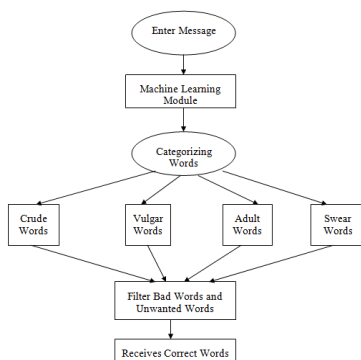 Enter Message
Machine Learning
Module
Categorizing
Words
Crude
Words
Vulgar
Words
Adult
Words
Swear
Words
Filter Bad Words and
Unwanted Words
Receives Correct Words